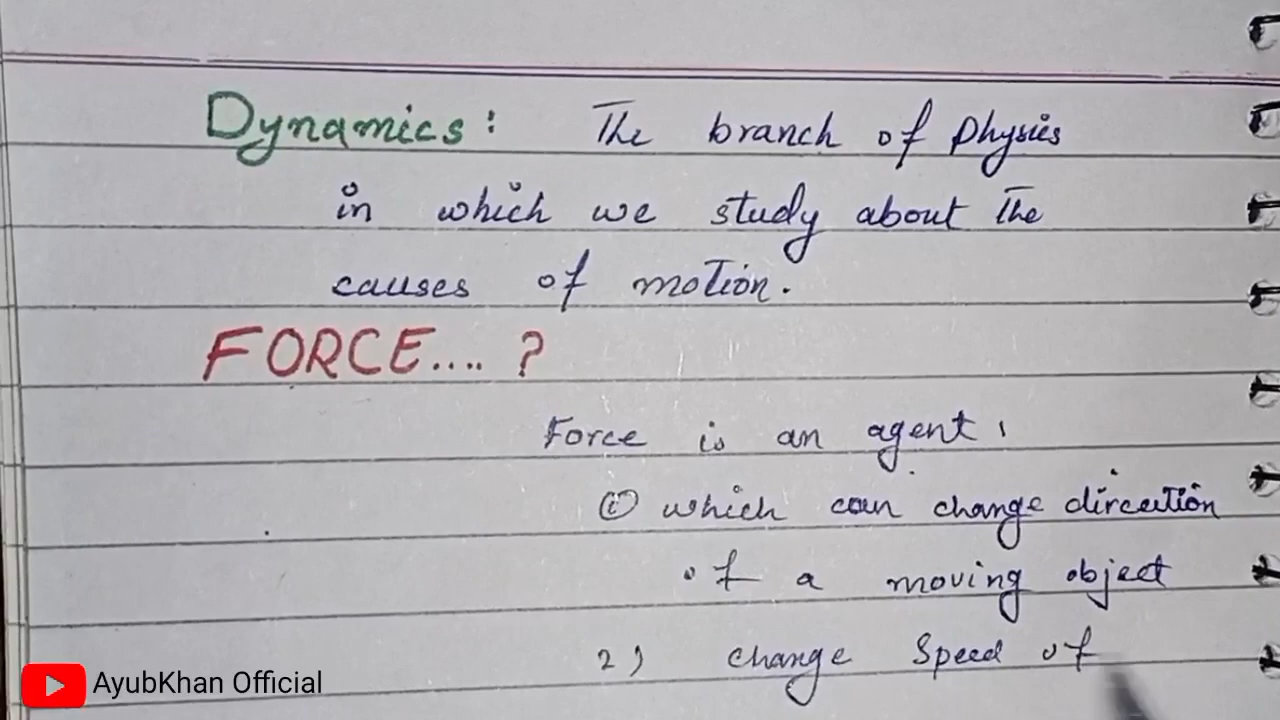 Dynamics: The branch of Physics
in which we study about The
causes of motion.
FORCE.... ?
Force is an agent,
(i) which can change direction
of a moving object
2) change Speed of
AyubKhan Official